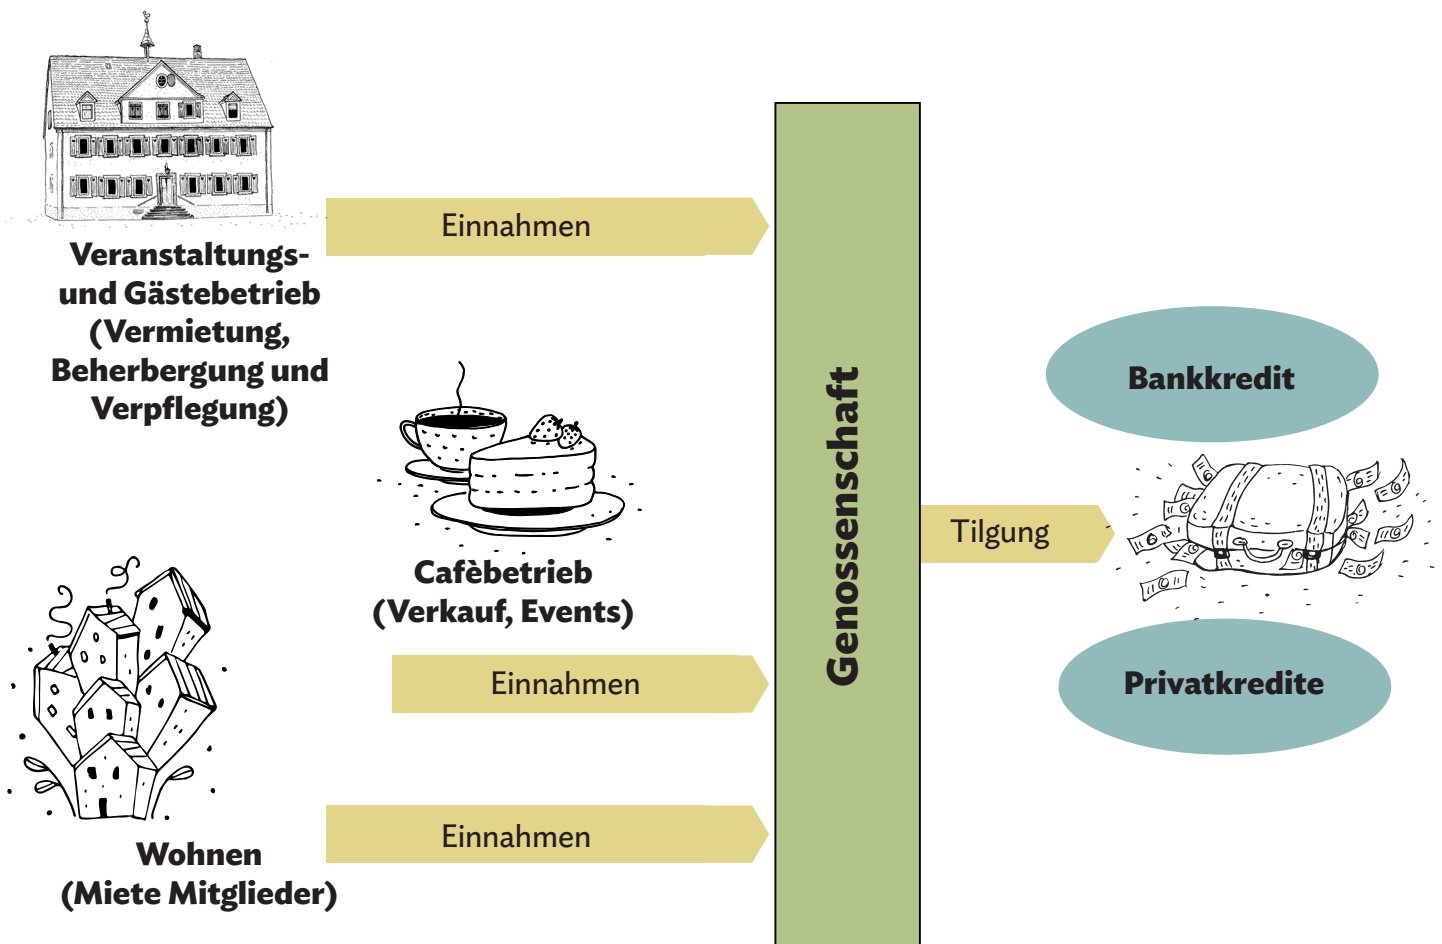 Veranstaltungs-
und Gästebetrieb
(Vermietung,
Beherbergung und
Verpflegung)
Einnahmen
Cafèbetrieb
(Verkauf, Events)
Einnahmen
Wohnen
(Miete Mitglieder)
Einnahmen
Genossenschaft
Tilgung
Bankkredit
Privatkredite